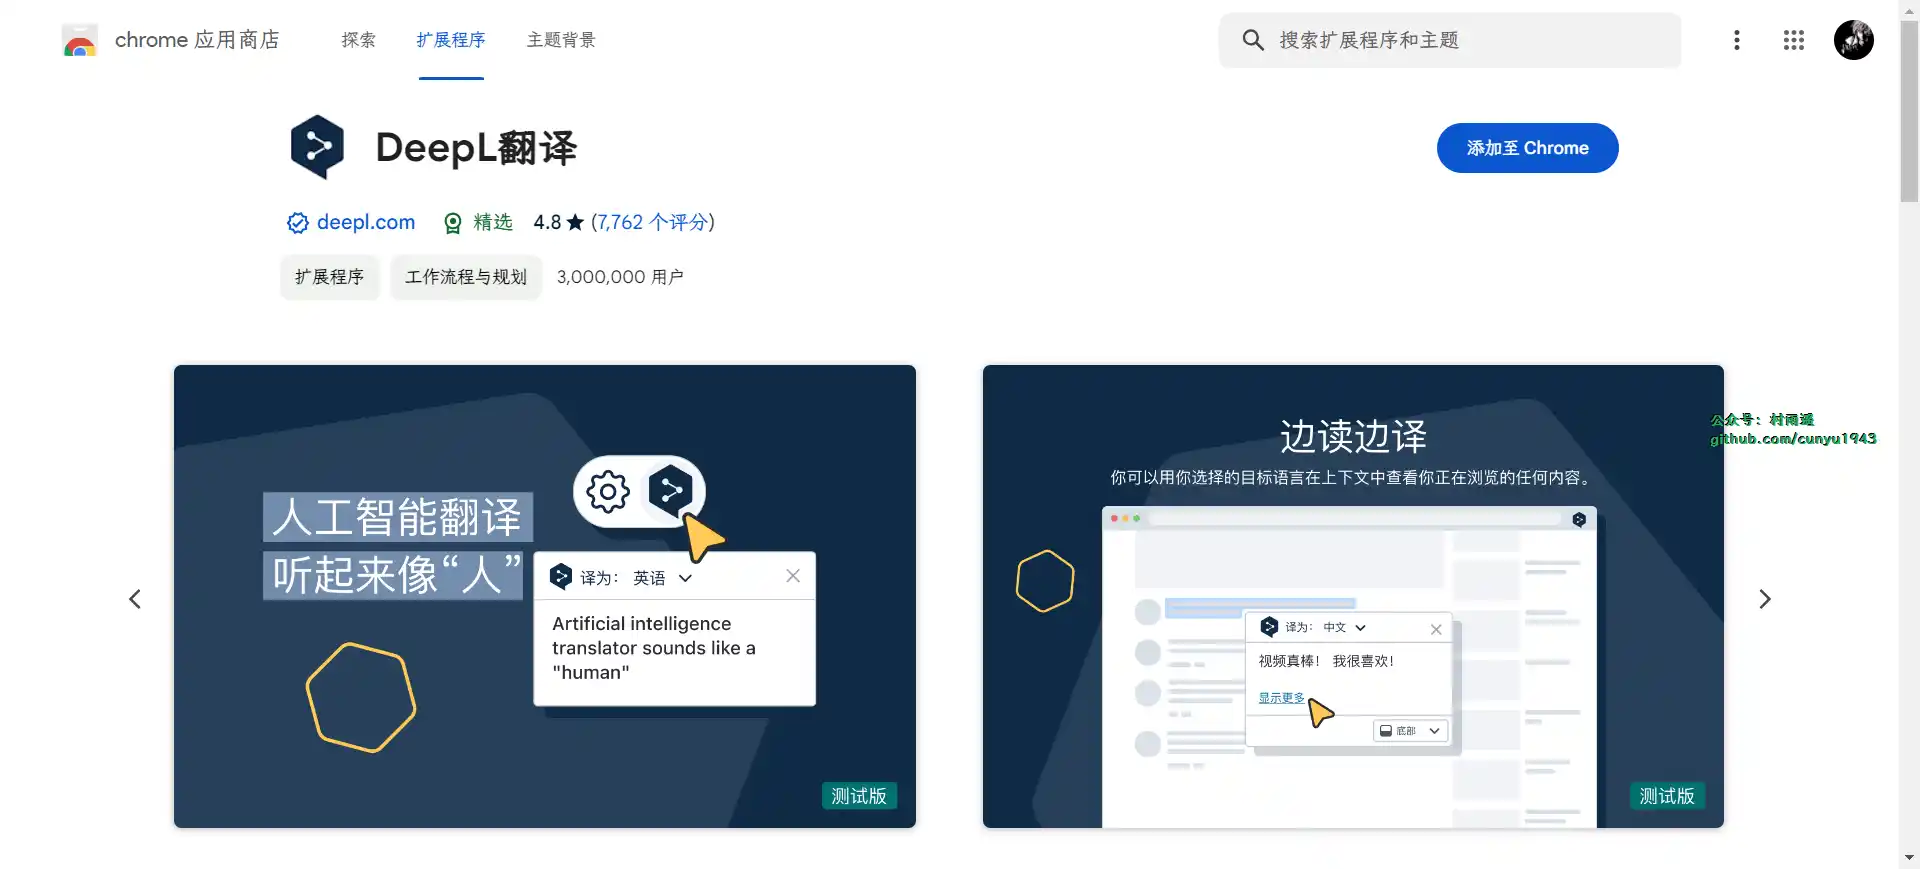 chrome 应用商店
探索
扩展程序
主题背景
搜索扩展程序和主题
DeepL翻译
添加至 Chrome
deepl.com
精选
4.8 ★ (7,762 个评分)
扩展程序
工作流程与规划
3,000,000 用户
人工智能翻译
听起来像“人”
译为： 英语
Artificial intelligence
translator sounds like a
"human"
测试版
边读边译
你可以用你选择的目标语言在上下文中查看你正在浏览的任何内容。
译为： 中文
视频真棒！ 我很喜欢！
显示更多
底部
测试版
公众号：村雨遥
github.com/cunyu1943